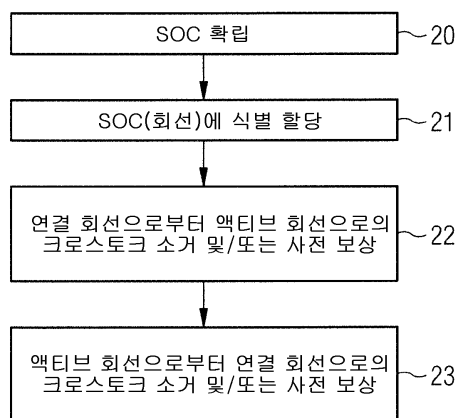 SOC 확립
20
SOC(회선)에 식별 할당
21
연결 회선으로부터 액티브 회선으로의
크로스토크 소거 및/또는 사전 보상
22
액티브 회선으로부터 연결 회선으로의
크로스토크 소거 및/또는 사전 보상
23